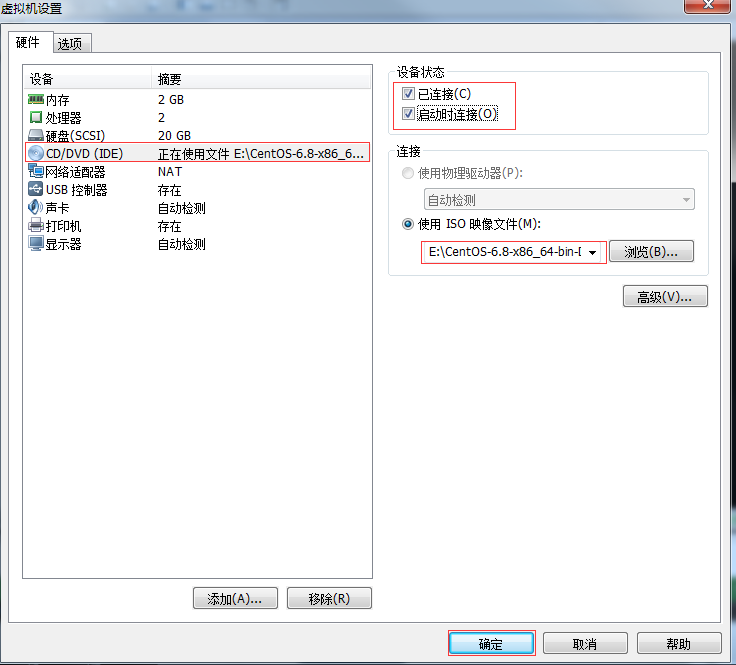 虚拟机设置
硬件 选项
设备 摘要
内存 2 GB
处理器 2
硬盘(SCSI) 20 GB
CD/DVD (IDE) 正在使用文件 E:\CentOS-6.8-x86_6...
网络适配器 NAT
USB 控制器 存在
声卡 自动检测
打印机 存在
显示器 自动检测
添加(A)... 移除(R)
设备状态
已连接(C)
启动时连接(O)
连接
使用物理驱动器(P):
自动检测
使用 ISO 映像文件(M):
E:\CentOS-6.8-x86_64-bin-D 浏览(B)...
高级(V)...
确定 取消 帮助